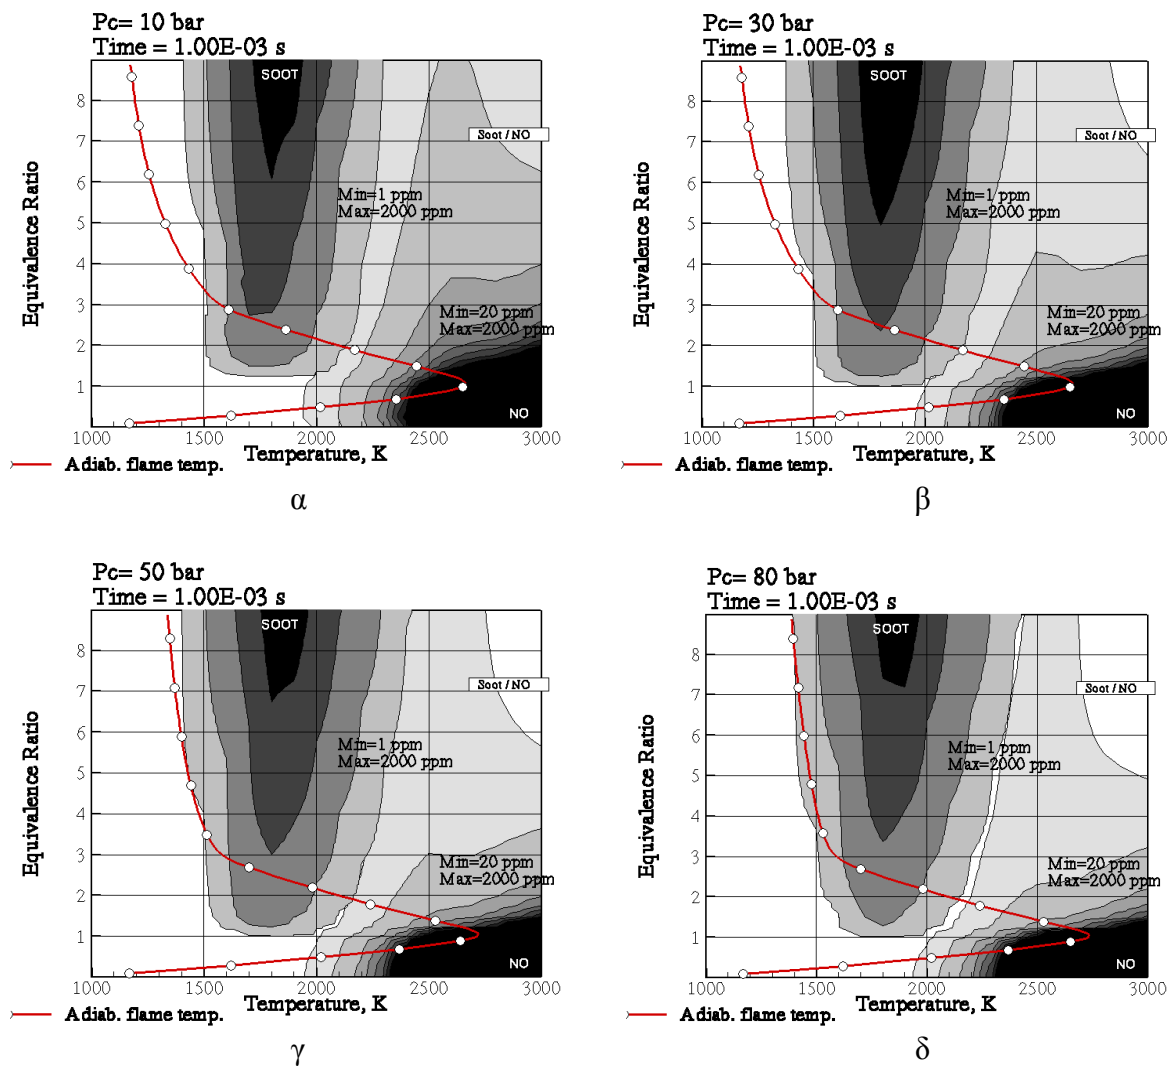 Pc= 10 bar
Time = 1.00E-03 s
SOOT
Soot / NO
Min=1 ppm
Max=2000 ppm
Min=20 ppm
Max=2000 ppm
NO
8
7
6
5
4
3
2
1
Equivalence Ratio
1000 1500 2000 2500 3000
Temperature, K
Adiab. flame temp.
α
Pc= 30 bar
Time = 1.00E-03 s
SOOT
Soot / NO
Min=1 ppm
Max=2000 ppm
Min=20 ppm
Max=2000 ppm
NO
8
7
6
5
4
3
2
1
Equivalence Ratio
1000 1500 2000 2500 3000
Temperature, K
Adiab. flame temp.
β
Pc= 50 bar
Time = 1.00E-03 s
SOOT
Soot / NO
Min=1 ppm
Max=2000 ppm
Min=20 ppm
Max=2000 ppm
NO
8
7
6
5
4
3
2
1
Equivalence Ratio
1000 1500 2000 2500 3000
Temperature, K
Adiab. flame temp.
γ
Pc= 80 bar
Time = 1.00E-03 s
SOOT
Soot / NO
Min=1 ppm
Max=2000 ppm
Min=20 ppm
Max=2000 ppm
NO
8
7
6
5
4
3
2
1
Equivalence Ratio
1000 1500 2000 2500 3000
Temperature, K
Adiab. flame temp.
δ